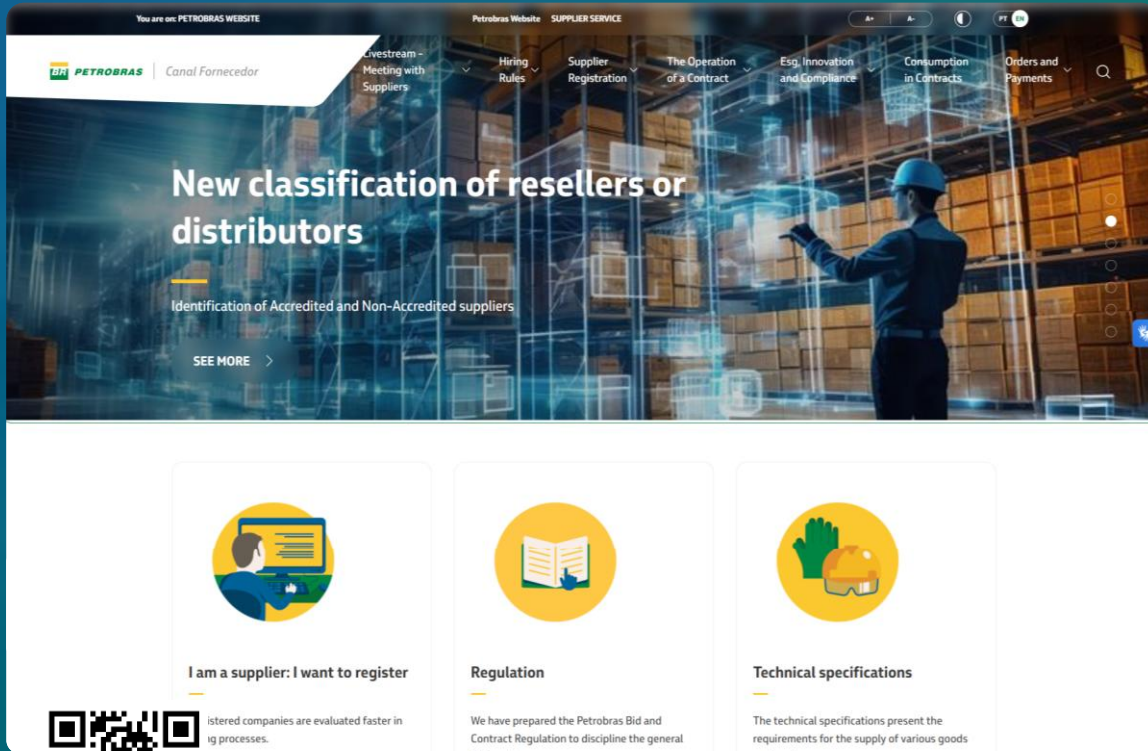 You are on: PETROBRAS WEBSITE
Petrobras Website SUPPLIER SERVICE
A+ A-
PT EN
BR PETROBRAS Canal Fornecedor
Livestream - Meeting with Suppliers
Hiring Rules
Supplier Registration
The Operation of a Contract
Esg, Innovation and Compliance
Consumption in Contracts
Orders and Payments
New classification of resellers or
distributors
Identification of Accredited and Non-Accredited suppliers
SEE MORE
I am a supplier: I want to register
istered companies are evaluated faster in
processes.
Regulation
We have prepared the Petrobras Bid and
Contract Regulation to discipline the general
Technical specifications
The technical specifications present the
requirements for the supply of various goods